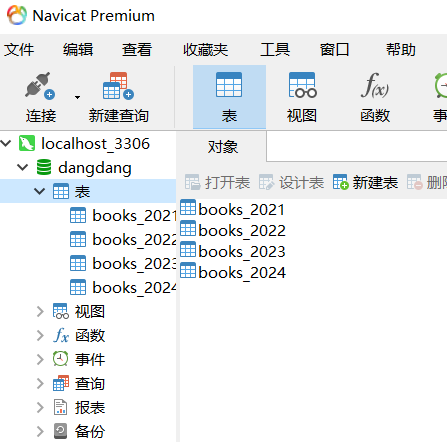 Navicat Premium
文件 编辑 查看 收藏夹 工具 窗口 帮助
连接 新建查询 表 视图 函数
localhost_3306
对象
dangdang
打开表 设计表 新建表
表
books_2021
books_2022
books_2023
books_2024
books_2021
books_2022
books_2023
books_2024
视图
函数
事件
查询
报表
备份